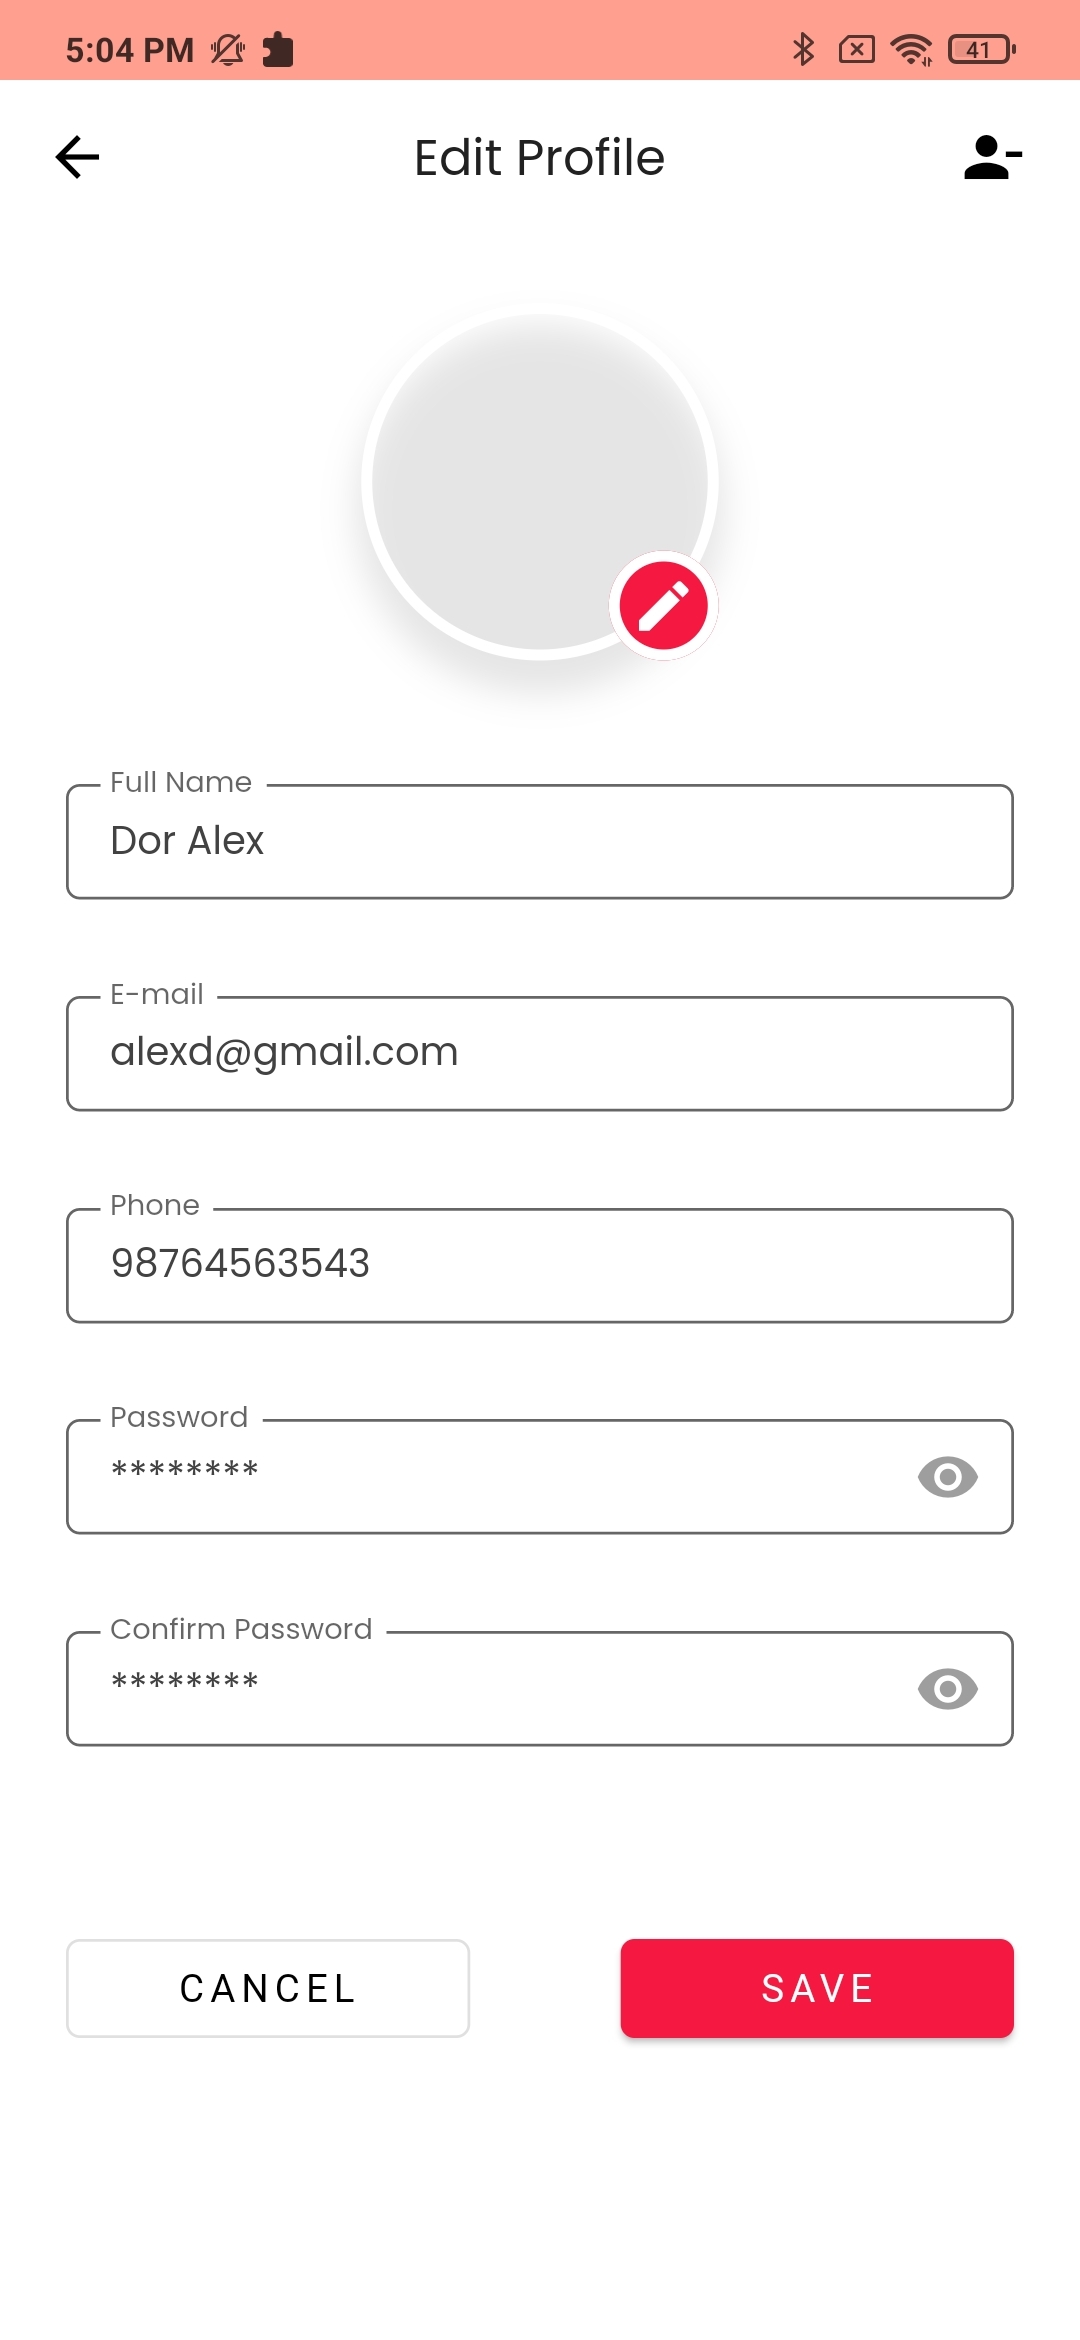 5:04 PM 41
Edit Profile
Full Name
Dor Alex
E-mail
alexd@gmail.com
Phone
98764563543
Password
********
Confirm Password
********
CANCEL SAVE